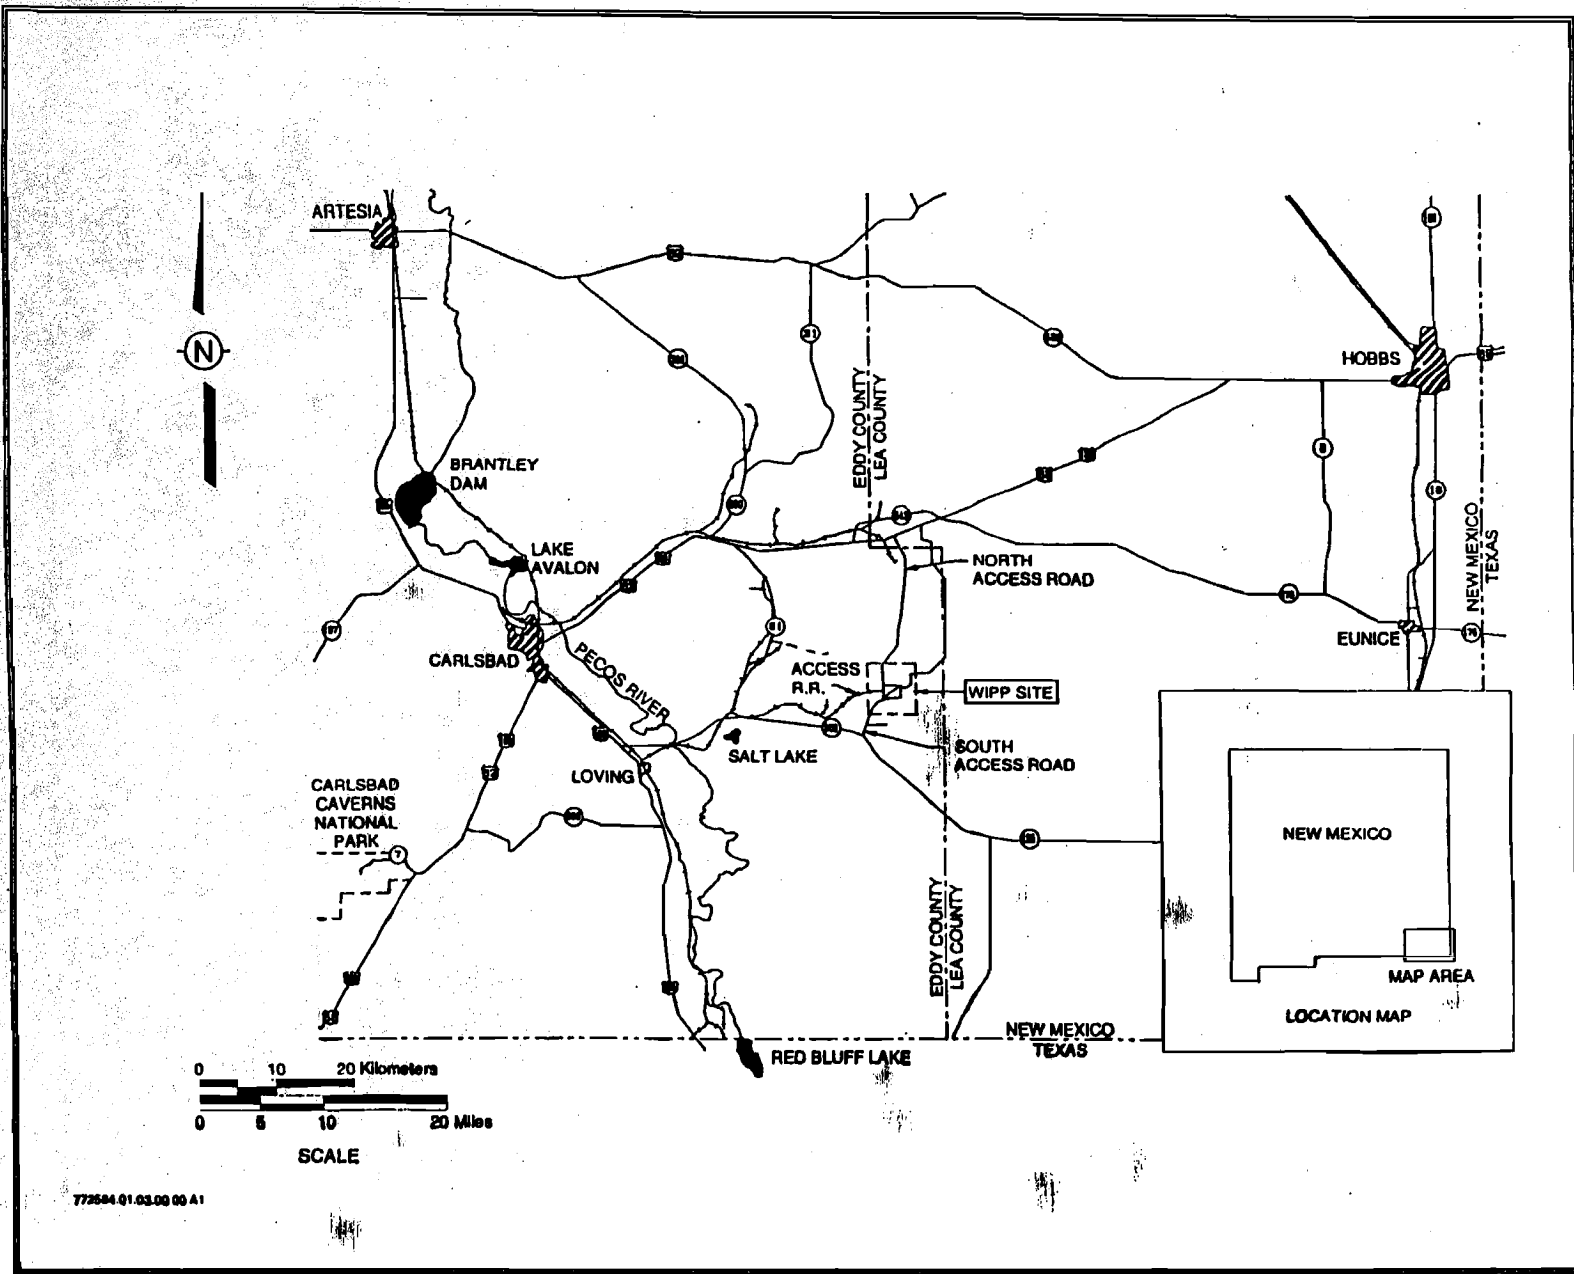 ARTESIA
N
HOBBS
EDDY COUNTY
LEA COUNTY
BRANTLEY
DAM
LAKE
AVALON
NORTH
ACCESS ROAD
NEW MEXICO
TEXAS
EUNICE
CARLSBAD
PECOS RIVER
ACCESS
R.R.
WIPP SITE
SALT LAKE
SOUTH
ACCESS ROAD
LOVING
CARLSBAD
CAVERNS
NATIONAL
PARK
7
EDDY COUNTY
LEA COUNTY
NEW MEXICO
MAP AREA
LOCATION MAP
NEW MEXICO
TEXAS
RED BLUFF LAKE
0 10 20 Kilometers
0 5 10 20 Miles
SCALE